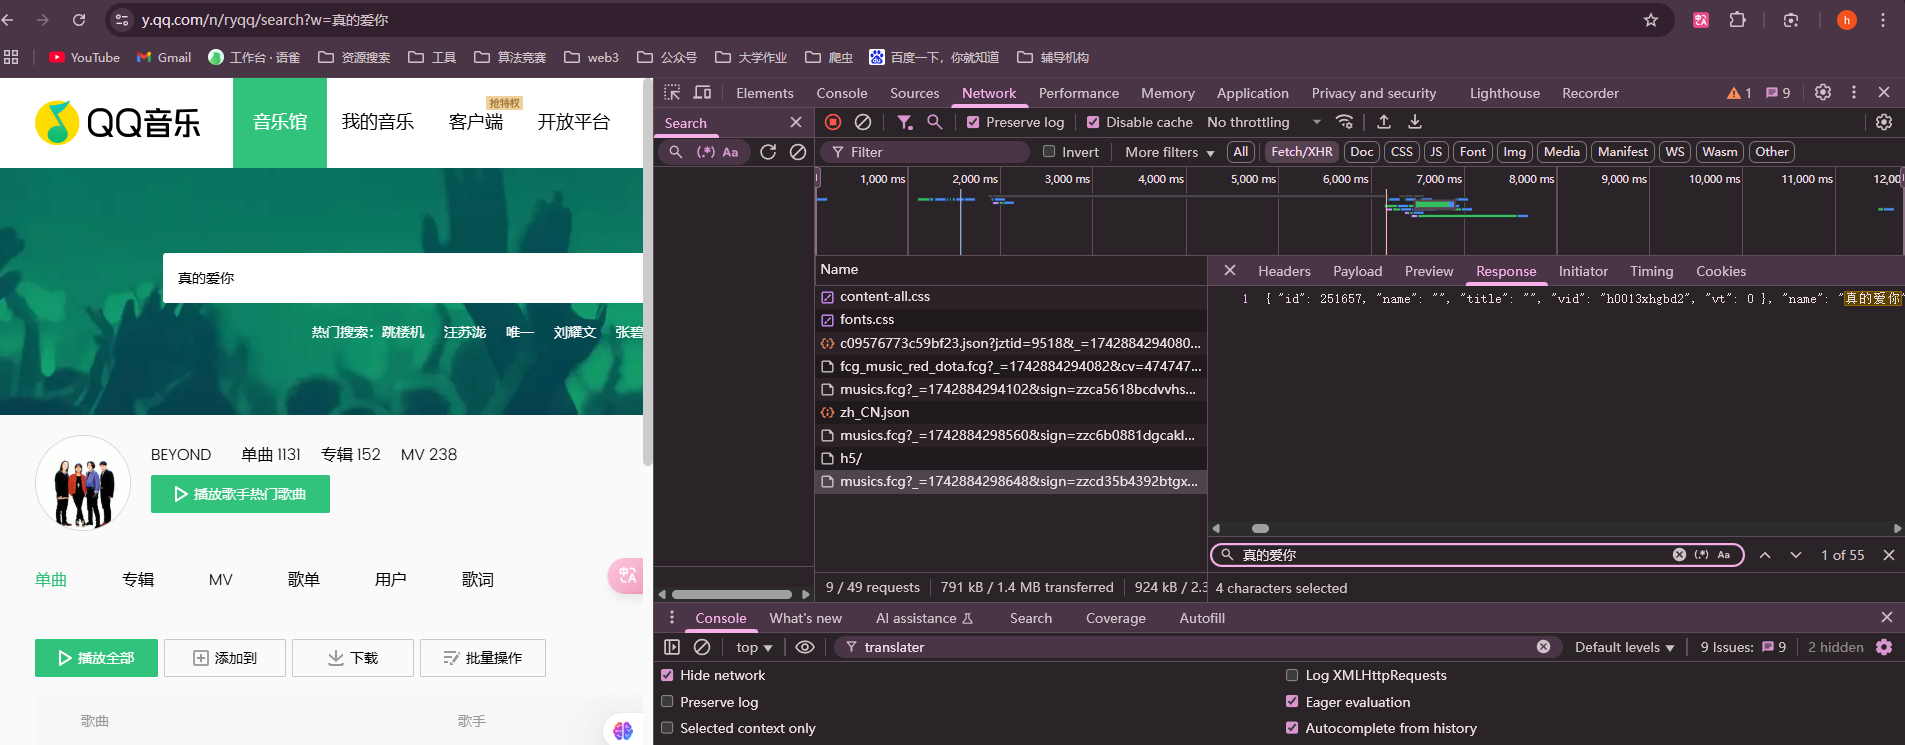 y.qq.com/n/ryqq/search?w=真的爱你
h
YouTube Gmail 工作台 · 语雀 资源搜索 工具 算法竞赛 web3 公众号 大学作业 爬虫 百度一下，你就知道 辅导机构
QQ音乐 音乐馆 我的音乐 客户端 抢特权 开放平台
真的爱你
热门搜索： 跳楼机 汪苏泷 唯一 刘耀文 张碧
BEYOND 单曲 1131 专辑 152 MV 238
播放歌手热门歌曲
单曲 专辑 MV 歌单 用户 歌词
播放全部 添加到 下载 批量操作
歌曲 歌手
Elements Console Sources Network Performance Memory Application Privacy and security Lighthouse Recorder 1 9
Search
Preserve log Disable cache No throttling
(.*) Aa
Filter Invert More filters All Fetch/XHR Doc CSS JS Font Img Media Manifest WS Wasm Other
1,000 ms 2,000 ms 3,000 ms 4,000 ms 5,000 ms 6,000 ms 7,000 ms 8,000 ms 9,000 ms 10,000 ms 11,000 ms 12,00
Name
content-all.css
fonts.css
c09576773c59bf23.json?jztid=9518&_=1742884294080...
fcg_music_red_dota.fcg?_=1742884294082&cv=474747...
musics.fcg?_=1742884294102&sign=zzca5618bcdvvhs...
zh_CN.json
musics.fcg?_=1742884298560&sign=zzc6b0881dgcakl...
h5/
musics.fcg?_=1742884298648&sign=zzcd35b4392btgx...
9 / 49 requests 791 kB / 1.4 MB transferred 924 kB / 2.3
Headers Payload Preview Response Initiator Timing Cookies
1 { "id": 251657, "name": "", "title": "", "vid": "h0013xhgbd2", "vt": 0 }, "name": "真的爱你"
真的爱你 (.*) Aa 1 of 55
4 characters selected
Console What's new AI assistance Search Coverage Autofill
top translater Default levels 9 Issues: 9 2 hidden
Hide network Log XMLHttpRequests
Preserve log Eager evaluation
Selected context only Autocomplete from history